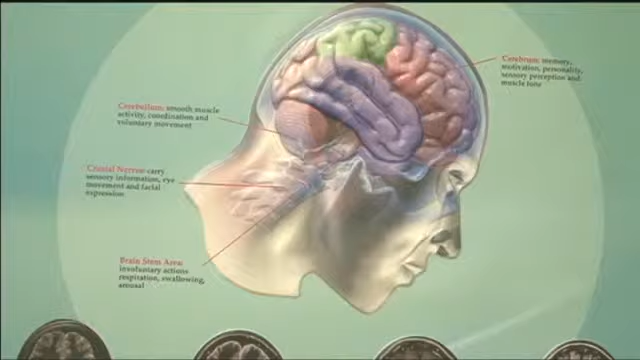 Cerebrum: memory,
motivation, personality,
sensory perception and
muscle tone
Cerebellum: smooth muscle
activity, coordination and
voluntary movement
Cranial Nerves: carry
sensory information, eye
movement and facial
expression
Brain Stem Area:
involuntary actions
respiration, swallowing,
arousal